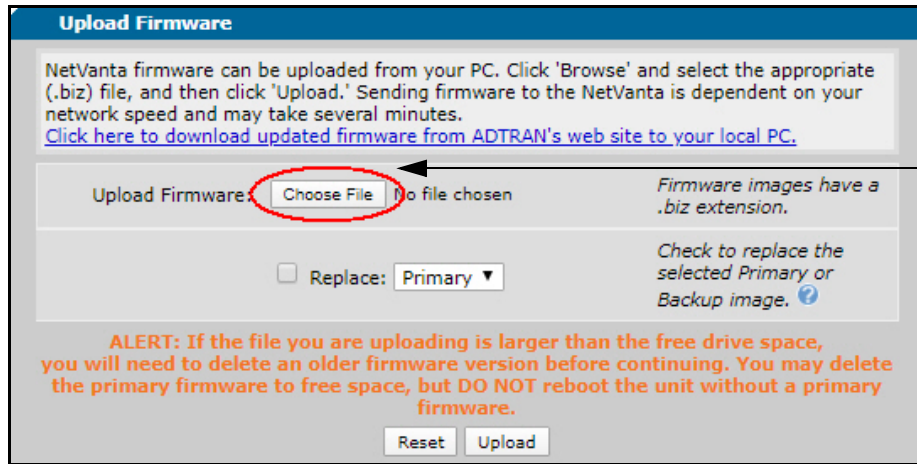 Upload Firmware
NetVanta firmware can be uploaded from your PC. Click 'Browse' and select the appropriate
(.biz) file, and then click 'Upload.' Sending firmware to the NetVanta is dependent on your
network speed and may take several minutes.
Click here to download updated firmware from ADTRAN's web site to your local PC.
Upload Firmware: Choose File No file chosen
Firmware images have a
.biz extension.
Replace: Primary ▼
Check to replace the
selected Primary or
Backup image. ?
ALERT: If the file you are uploading is larger than the free drive space,
you will need to delete an older firmware version before continuing. You may delete
the primary firmware to free space, but DO NOT reboot the unit without a primary
firmware.
Reset Upload